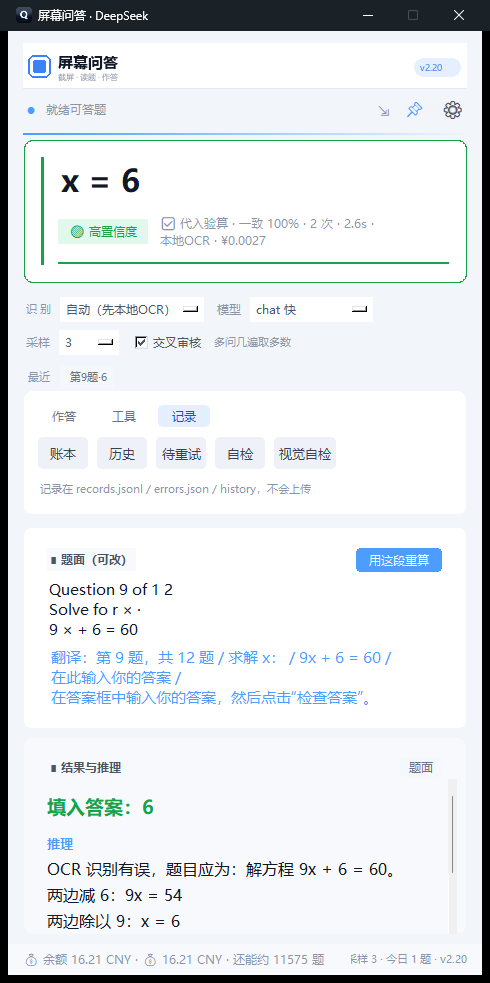 屏幕问答 · DeepSeek
屏幕问答
截屏 · 读题 · 作答
v2.20
就绪可答题
x = 6
高置信度
代入验算 · 一致 100% · 2 次 · 2.6s ·
本地OCR · ¥0.0027
识别 自动（先本地OCR） 模型 chat 快
采样 3 交叉审核 多问几遍取多数
最近 第9题·6
作答 工具 记录
账本 历史 待重试 自检 视觉自检
记录在 records.jsonl / errors.json / history，不会上传
题面（可改） 用这段重算
Question 9 of 1 2
Solve fo r × ·
9 × + 6 = 60
翻译：第 9 题，共 12 题 / 求解 x： / 9x + 6 = 60 /
在此输入你的答案 /
在答案框中输入你的答案，然后点击“检查答案”。
结果与推理 题面
填入答案：6
推理
OCR 识别有误，题目应为：解方程 9x + 6 = 60。
两边减 6：9x = 54
两边除以 9：x = 6
余额 16.21 CNY · 16.21 CNY · 还能约 11575 题 采样 3 · 今日 1 题 · v2.20